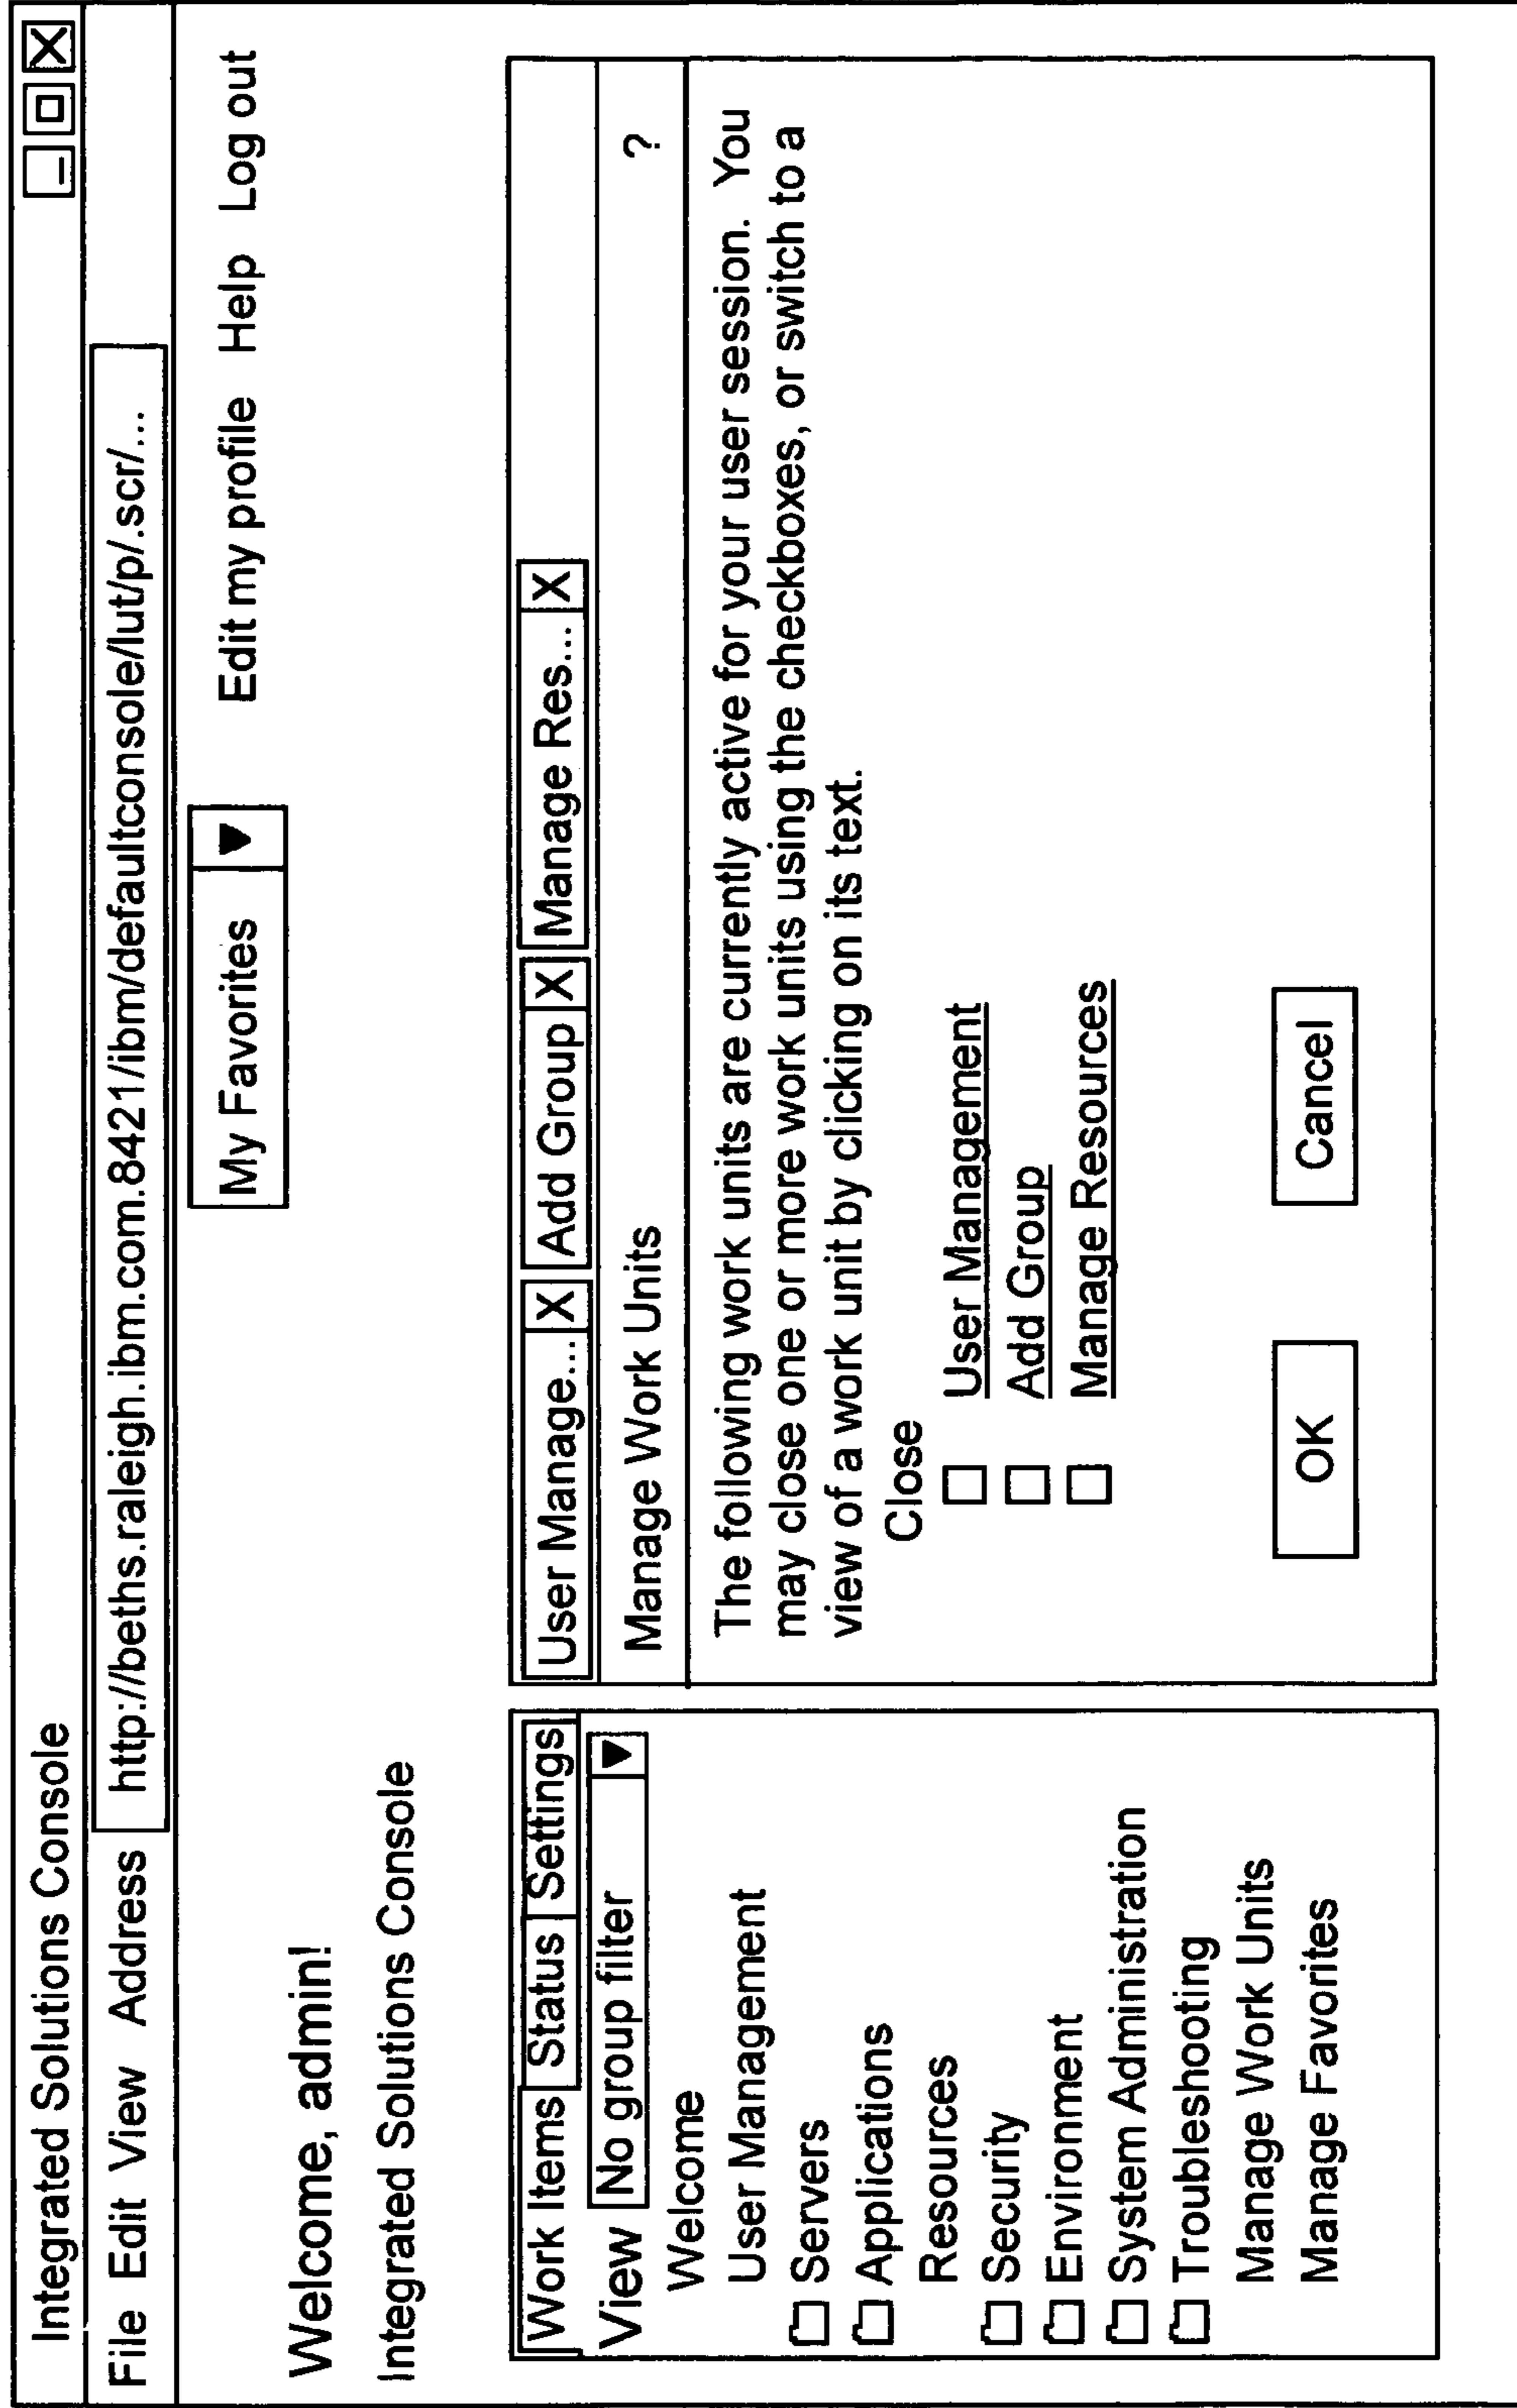 Integrated Solutions Console
File Edit View Address http://beths.raleigh.ibm.com.8421/ibm/defaultconsole/lut/p/.scr/...
My Favorites Edit my profile Help Log out
Welcome, admin!
Integrated Solutions Console
Work Items Status Settings
View No group filter
Welcome
User Management
Servers
Applications
Resources
Security
Environment
System Administration
Troubleshooting
Manage Work Units
Manage Favorites
User Manage... X Add Group X Manage Res... X
Manage Work Units ?
The following work units are currently active for your user session. You
may close one or more work units using the checkboxes, or switch to a
view of a work unit by clicking on its text.
Close
User Management
Add Group
Manage Resources
OK Cancel